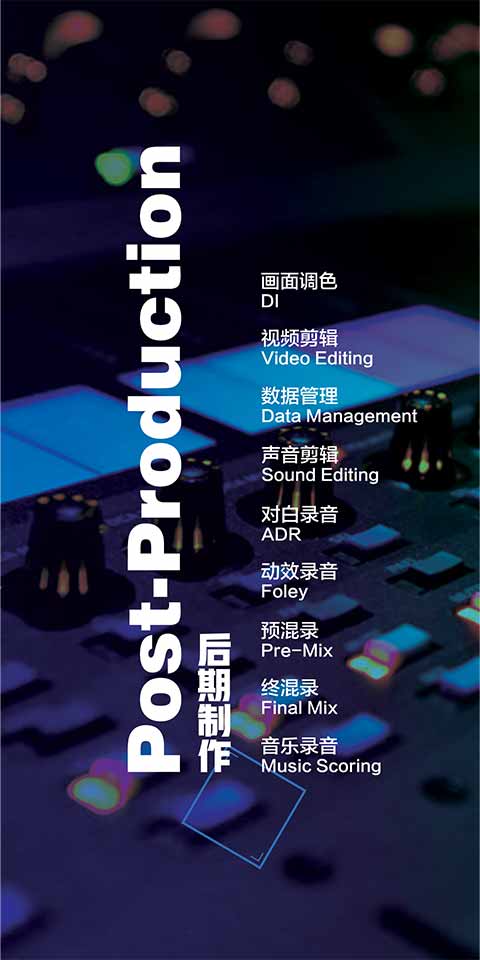 Post-Production
后期制作
画面调色
DI
视频剪辑
Video Editing
数据管理
Data Management
声音剪辑
Sound Editing
对白录音
ADR
动效录音
Foley
预混录
Pre-Mix
终混录
Final Mix
音乐录音
Music Scoring